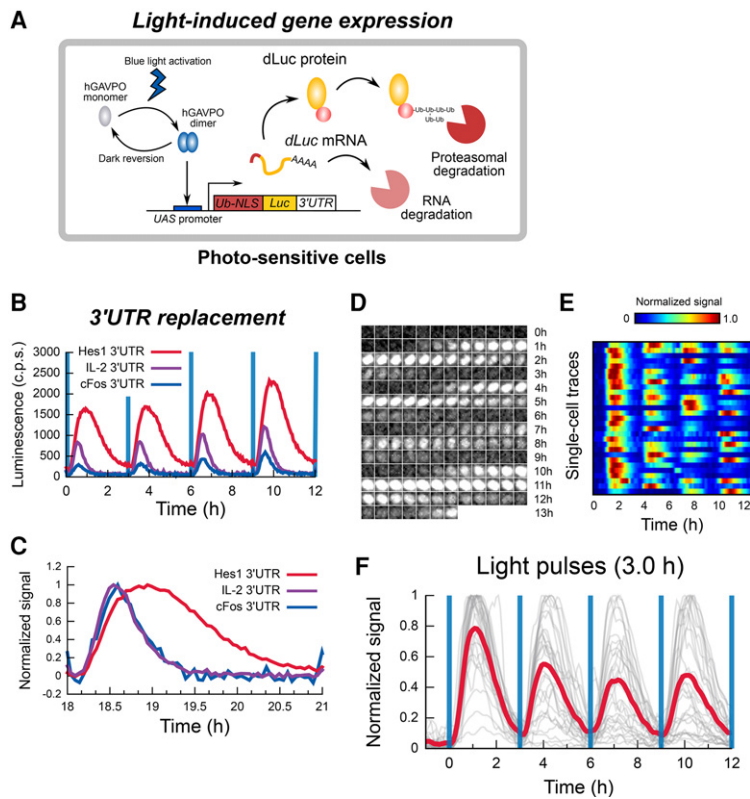 A
Light-induced gene expression
Blue light activation
hGAVPO
monomer
hGAVPO
dimer
Dark reversion
UAS promoter
dLuc protein
dLuc mRNA
AAAA
Ub-NLS Luc 3'UTR
-Ub-Ub-Ub-Ub
Ub-Ub
Proteasomal
degradation
RNA
degradation
Photo-sensitive cells
B
3'UTR replacement
Luminescence (c.p.s.)
3000
2500
2000
1500
1000
500
0
Hes1 3'UTR
IL-2 3'UTR
cFos 3'UTR
0 2 4 6 8 10 12
Time (h)
C
Normalized signal
1.2
1
0.8
0.6
0.4
0.2
0
-0.2
Hes1 3'UTR
IL-2 3'UTR
cFos 3'UTR
18 18.5 19 19.5 20 20.5 21
Time (h)
D
0h
1h
2h
3h
4h
5h
6h
7h
8h
9h
10h
11h
12h
13h
E
Normalized signal
0 1.0
Single-cell traces
0 2 4 6 8 10 12
Time (h)
F
Light pulses (3.0 h)
Normalized signal
1
0.8
0.6
0.4
0.2
0
0 2 4 6 8 10 12
Time (h)